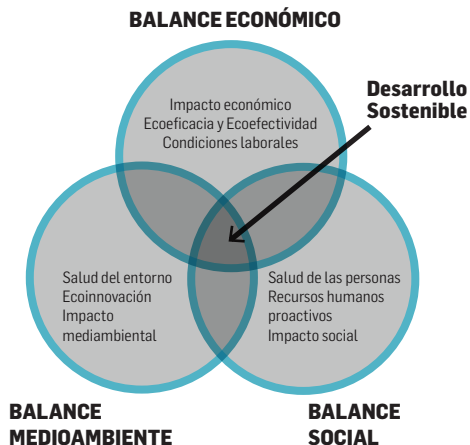 BALANCE ECONÓMICO
Desarrollo
Sostenible
Impacto económico
Ecoeficacia y Ecoefectividad
Condiciones laborales
Salud del entorno
Ecoinnovación
Impacto
mediambiental
Salud de las personas
Recursos humanos
proactivos
Impacto social
BALANCE
MEDIOAMBIENTE
BALANCE
SOCIAL